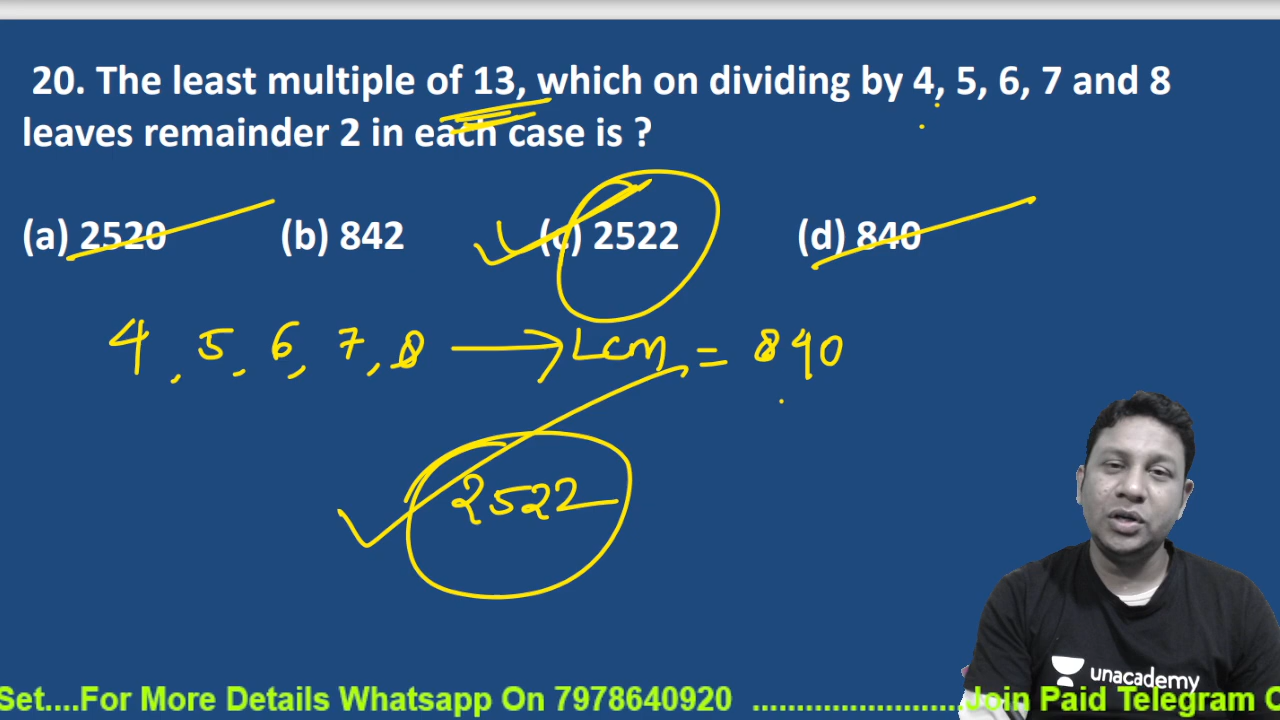 20. The least multiple of 13, which on dividing by 4, 5, 6, 7 and 8
leaves remainder 2 in each case is ?
(a) 2520 (b) 842 (c) 2522 (d) 840
4, 5, 6, 7, 8 → LCM = 840
2522
unacademy
Set....For More Details Whatsapp On 7978640920 ........................Join Paid Telegram